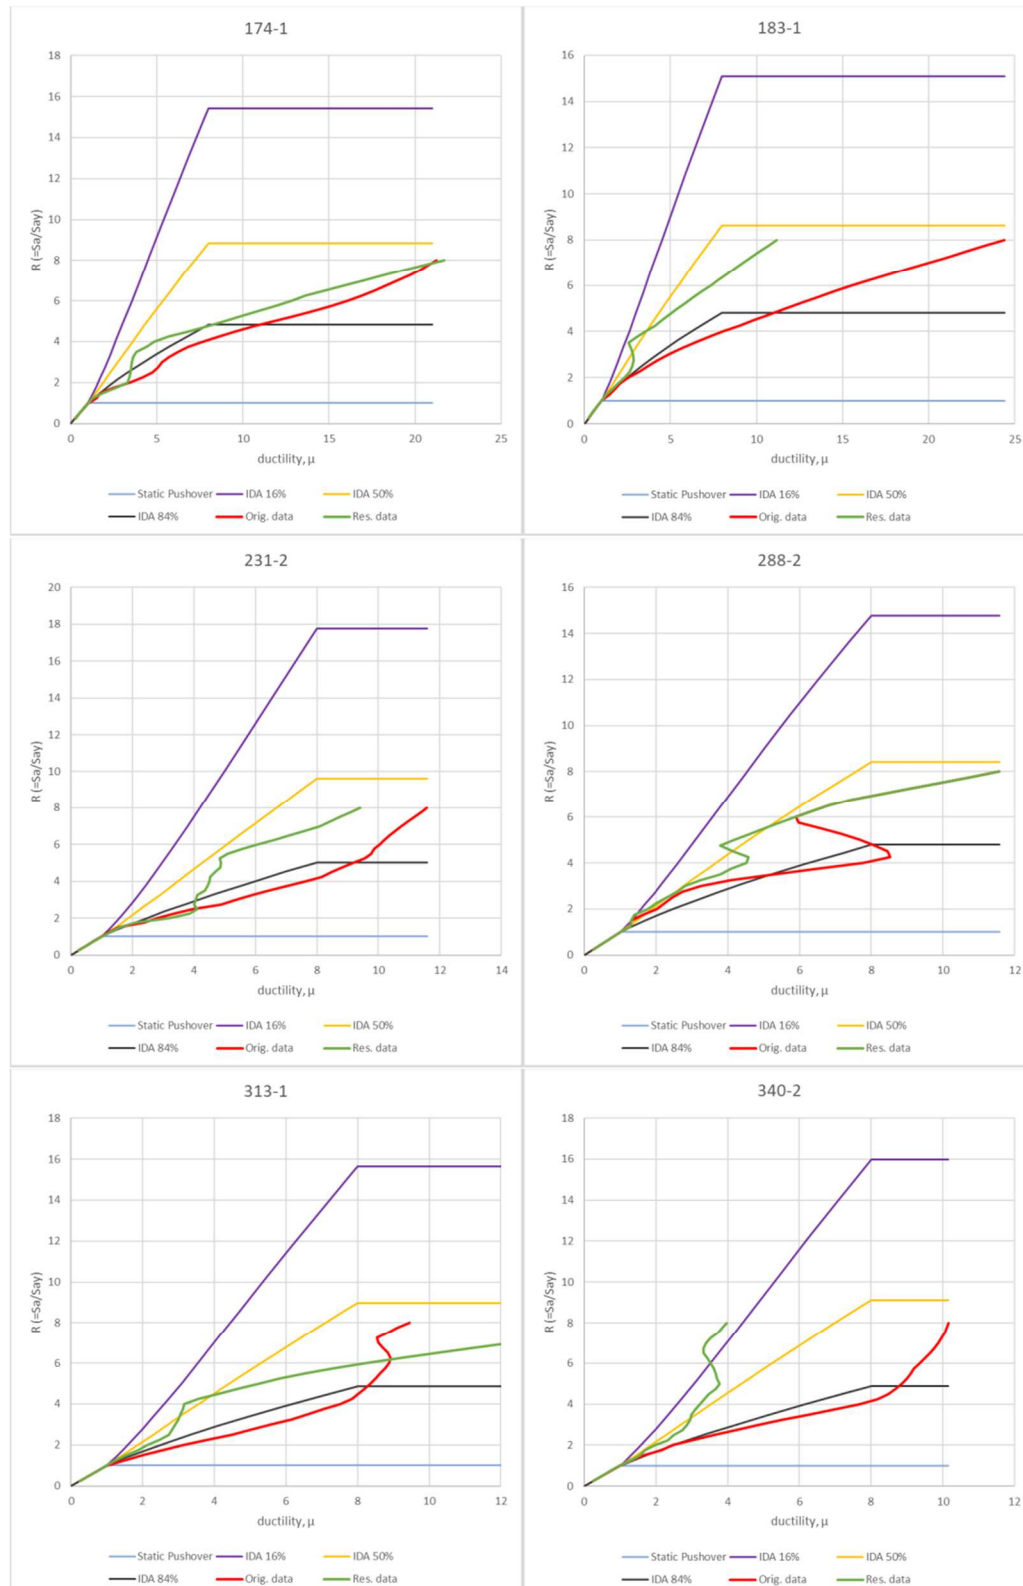 174-1
183-1
18
16
14
12
10
8
6
4
2
0
R (=Sa/Say)
0 5 10 15 20 25
ductility, μ
Static Pushover IDA 16% IDA 50%
IDA 84% Orig. data Res. data
16
14
12
10
8
6
4
2
0
R (=Sa/Say)
0 5 10 15 20 25
ductility, μ
Static Pushover IDA 16% IDA 50%
IDA 84% Orig. data Res. data
231-2
288-2
20
18
16
14
12
10
8
6
4
2
0
R (=Sa/Say)
0 2 4 6 8 10 12 14
ductility, μ
Static Pushover IDA 16% IDA 50%
IDA 84% Orig. data Res. data
16
14
12
10
8
6
4
2
0
R (=Sa/Say)
0 2 4 6 8 10 12
ductility, μ
Static Pushover IDA 16% IDA 50%
IDA 84% Orig. data Res. data
313-1
340-2
18
16
14
12
10
8
6
4
2
0
R (=Sa/Say)
0 2 4 6 8 10 12
ductility, μ
Static Pushover IDA 16% IDA 50%
IDA 84% Orig. data Res. data
18
16
14
12
10
8
6
4
2
0
R (=Sa/Say)
0 2 4 6 8 10 12
ductility, μ
Static Pushover IDA 16% IDA 50%
IDA 84% Orig. data Res. data